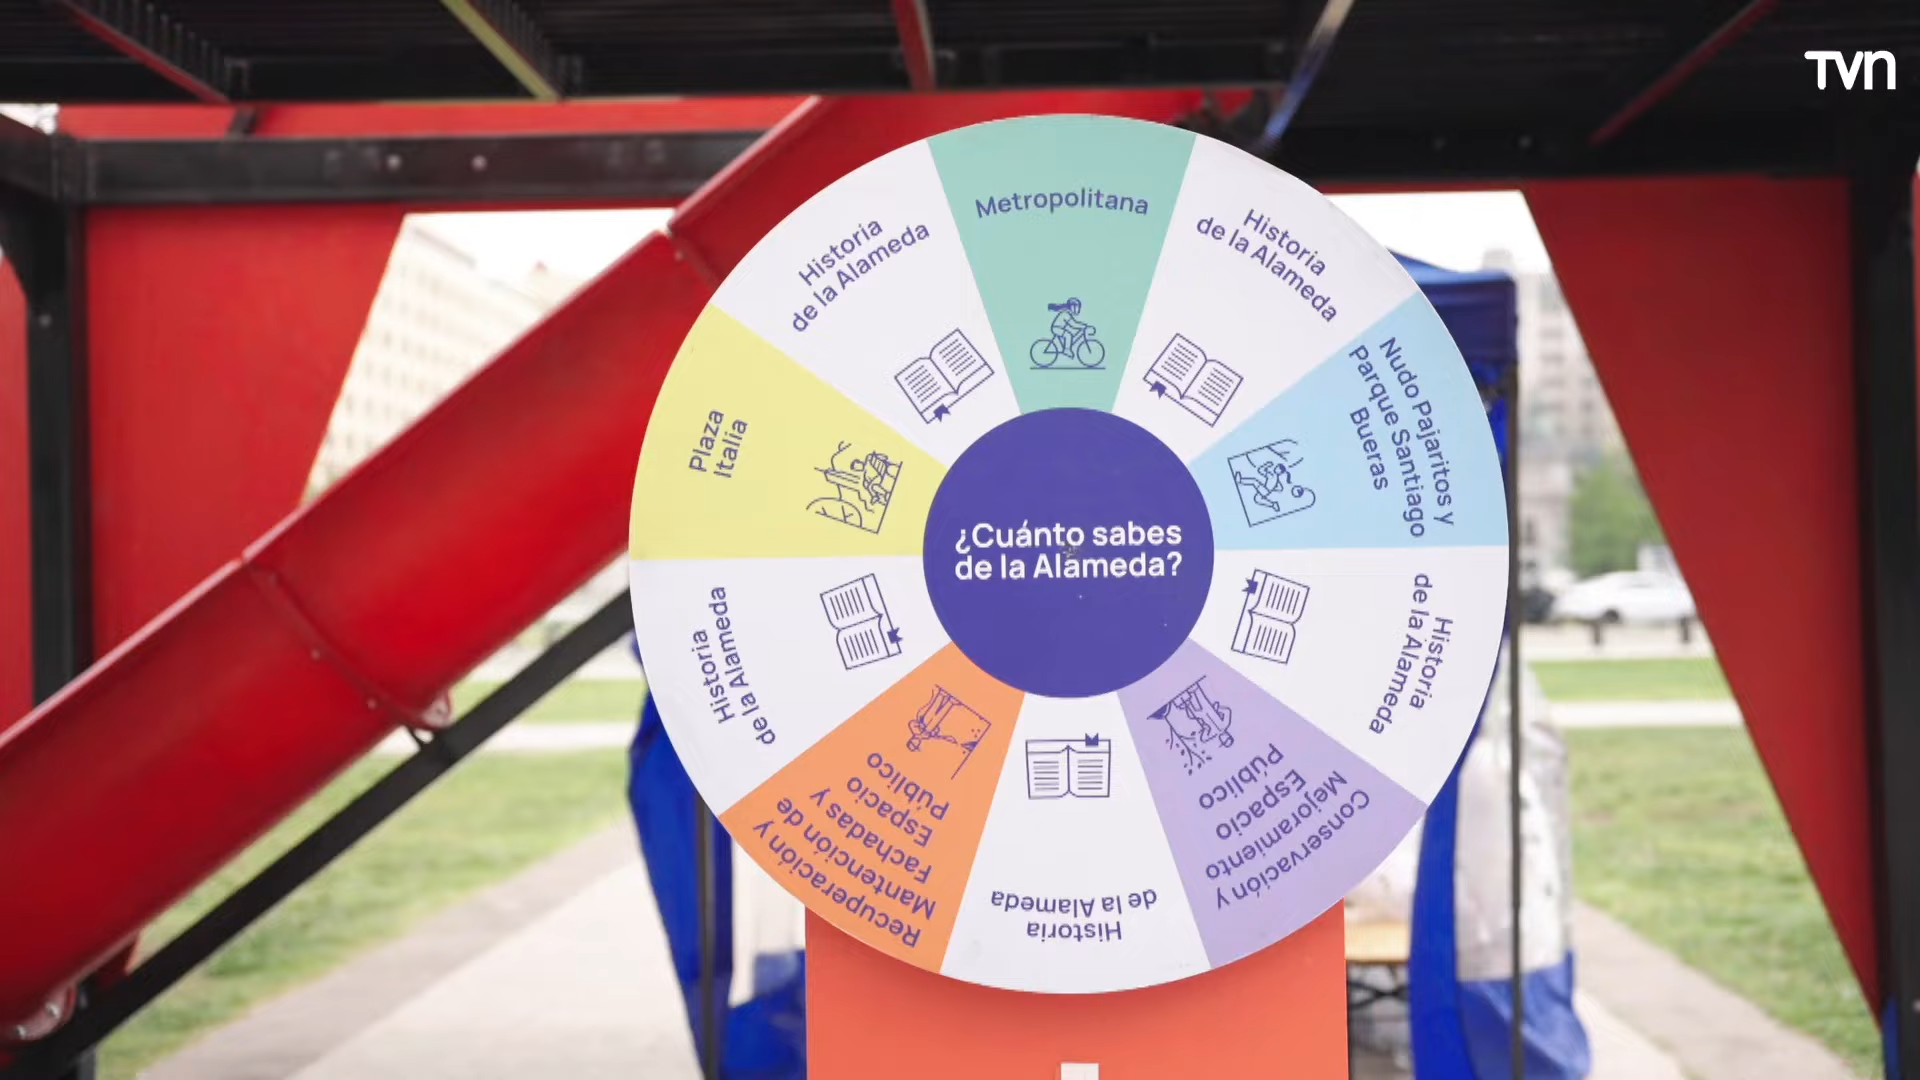 TVN
Metropolitana
Historia
de la Alameda
Nudo Pajaritos y
Parque Santiago
Bueras
Historia
de la Alameda
Conservación y
Mejoramiento
Espacio
Público
Historia
de la Alameda
Recuperación y
Mantención de
Fachadas y
Espacio
Público
Historia
de la Alameda
Plaza
Italia
Historia
de la Alameda
¿Cuánto sabes
de la Alameda?